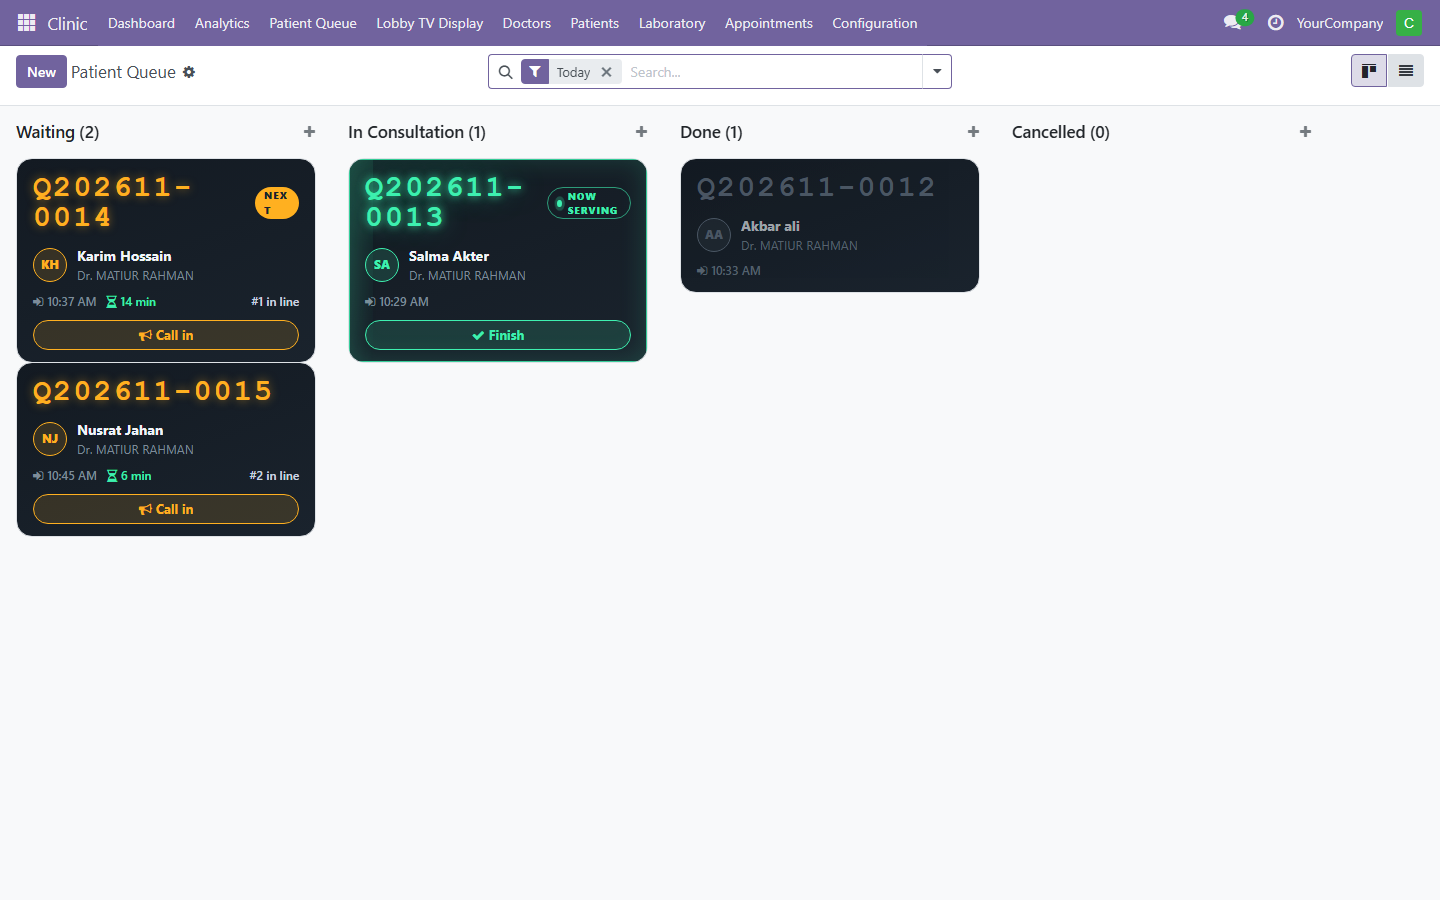 Clinic Dashboard Analytics Patient Queue Lobby TV Display Doctors Patients Laboratory Appointments Configuration 4 YourCompany C
New Patient Queue Today Search...
Waiting (2)
Q202611-
0014
NEX
T
KH
Karim Hossain
Dr. MATIUR RAHMAN
10:37 AM 14 min #1 in line
Call in
Q202611-0015
NJ
Nusrat Jahan
Dr. MATIUR RAHMAN
10:45 AM 6 min #2 in line
Call in
In Consultation (1)
Q202611-
0013
NOW
SERVING
SA
Salma Akter
Dr. MATIUR RAHMAN
10:29 AM
Finish
Done (1)
Q202611-0012
AA
Akbar ali
Dr. MATIUR RAHMAN
10:33 AM
Cancelled (0)